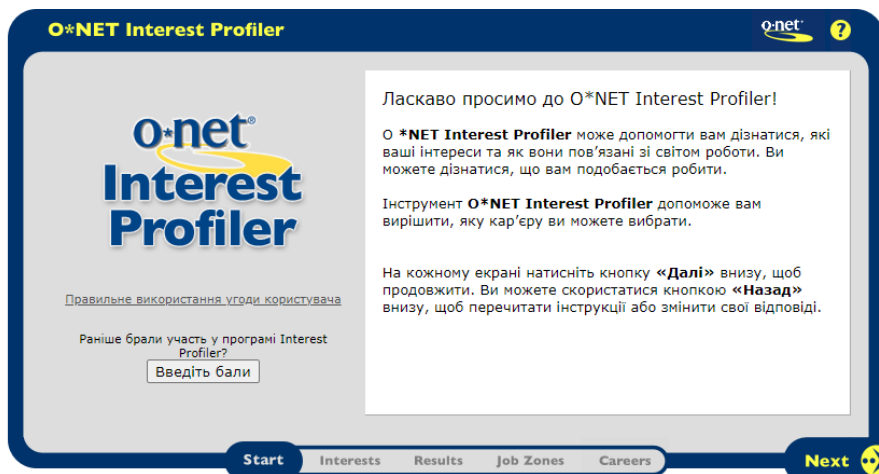 O*NET Interest Profiler
o·net
?
o*net®
Interest
Profiler
Правильне використання угоди користувача
Раніше брали участь у програмі Interest
Profiler?
Введіть бали
Ласкаво просимо до O*NET Interest Profiler!
O *NET Interest Profiler може допомогти вам дізнатися, які
ваші інтереси та як вони пов’язані зі світом роботи. Ви
можете дізнатися, що вам подобається робити.
Інструмент O*NET Interest Profiler допоможе вам
вирішити, яку кар’єру ви можете вибрати.
На кожному екрані натисніть кнопку «Далі» внизу, щоб
продовжити. Ви можете скористатися кнопкою «Назад»
внизу, щоб перечитати інструкції або змінити свої відповіді.
Start Interests Results Job Zones Careers Next